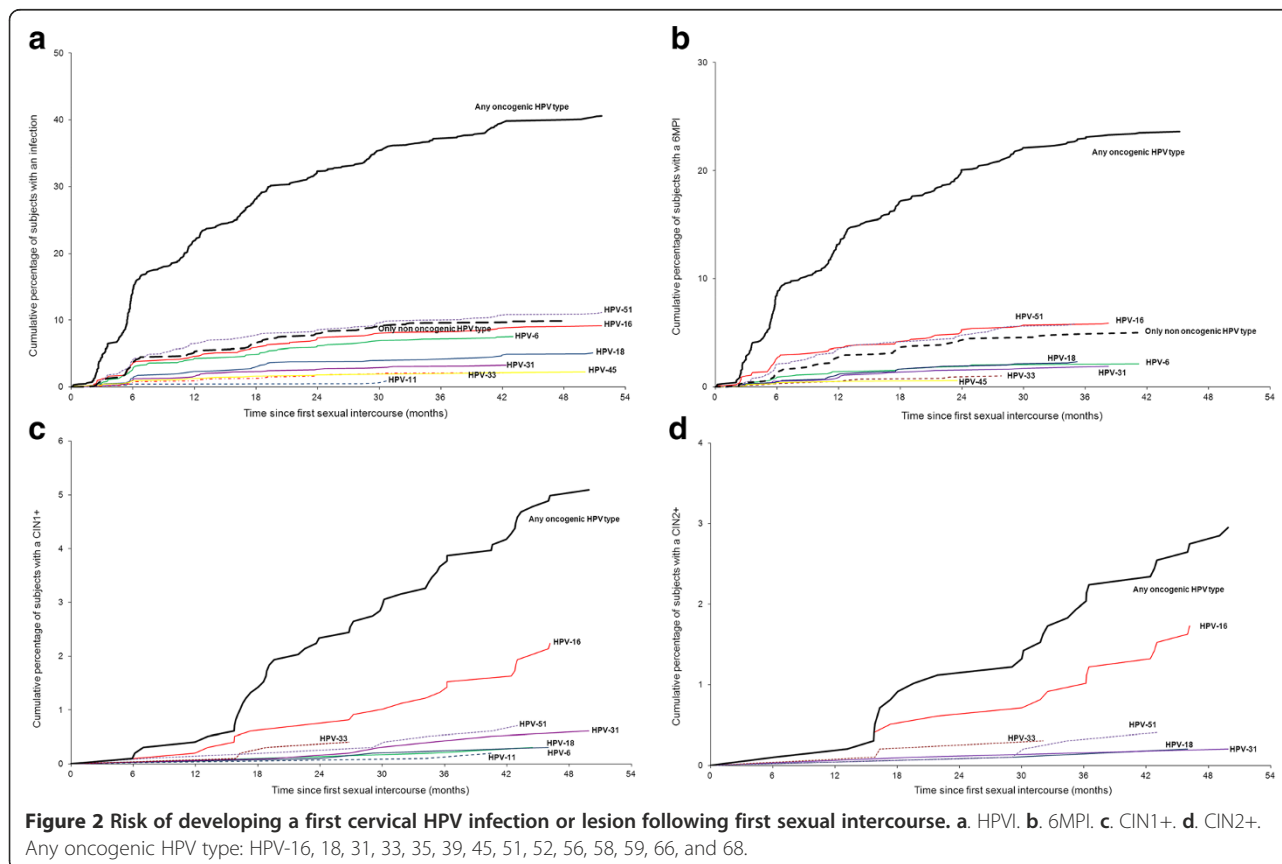 a
Cumulative percentage of subjects with an infection
50
40
30
20
10
0
Any oncogenic HPV type
HPV-51
HPV-16
Only non oncogenic HPV type
HPV-6
HPV-18
HPV-31
HPV-45
HPV-33
HPV-11
0 6 12 18 24 30 36 42 48 54
Time since first sexual intercourse (months)
b
Cumulative percentage of subjects with a 6MPI
30
20
10
0
Any oncogenic HPV type
HPV-51
HPV-16
Only non oncogenic HPV type
HPV-18
HPV-6
HPV-31
HPV-33
HPV-45
0 6 12 18 24 30 36 42 48 54
Time since first sexual intercourse (months)
c
Cumulative percentage of subjects with a CIN1+
6
5
4
3
2
1
0
Any oncogenic HPV type
HPV-16
HPV-51
HPV-31
HPV-33
HPV-18
HPV-6
HPV-11
0 6 12 18 24 30 36 42 48 54
Time since first sexual intercourse (months)
d
Cumulative percentage of subjects with a CIN2+
4
3
2
1
0
Any oncogenic HPV type
HPV-16
HPV-51
HPV-33
HPV-18
HPV-31
0 6 12 18 24 30 36 42 48 54
Time since first sexual intercourse (months)
Figure 2 Risk of developing a first cervical HPV infection or lesion following first sexual intercourse. a. HPVI. b. 6MPI. c. CIN1+. d. CIN2+.
Any oncogenic HPV type: HPV-16, 18, 31, 33, 35, 39, 45, 51, 52, 56, 58, 59, 66, and 68.